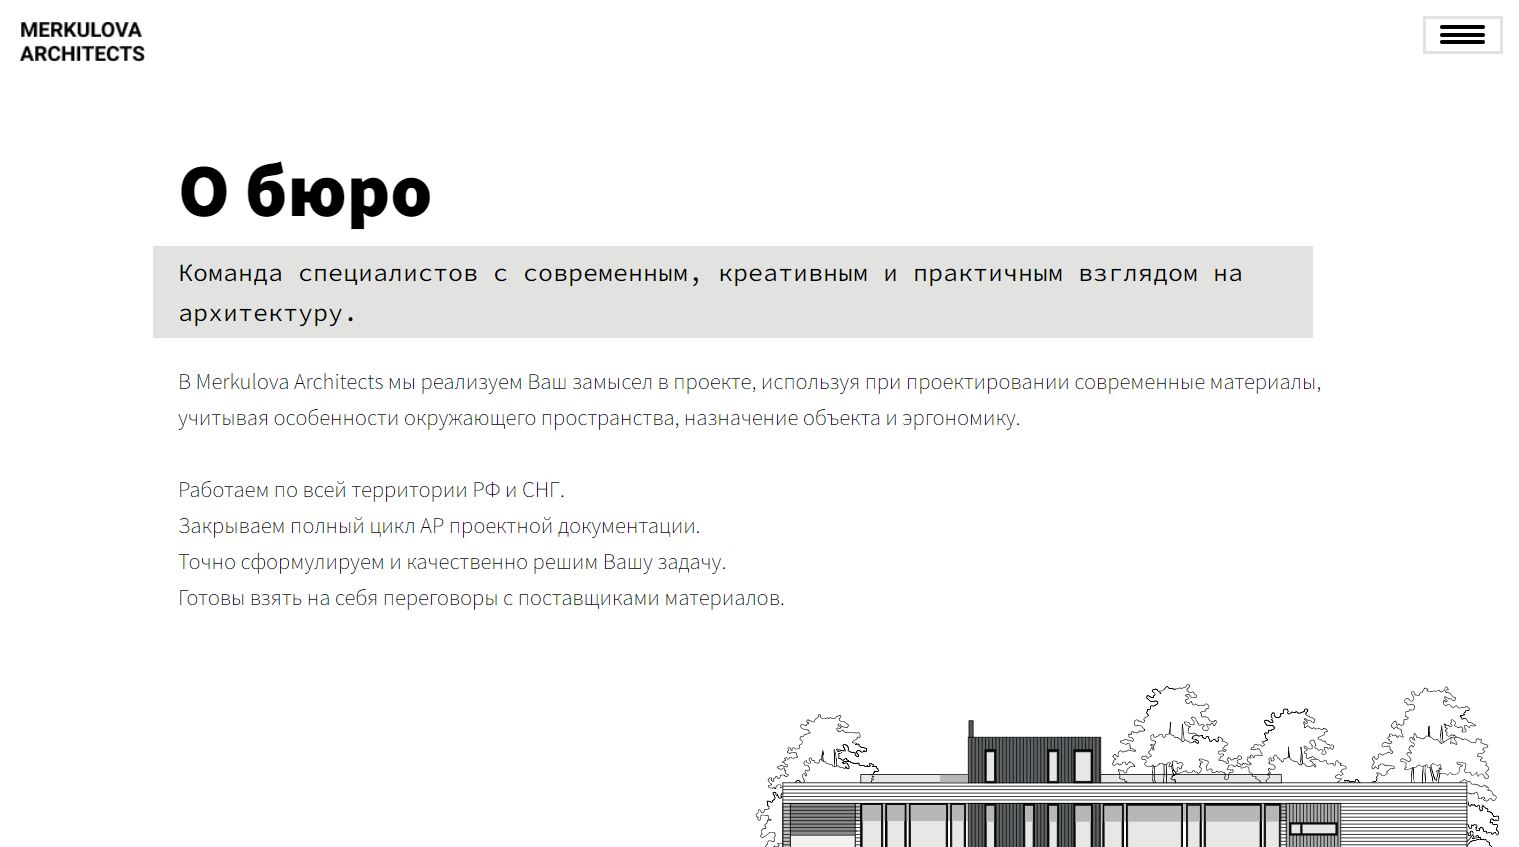 MERKULOVA
ARCHITECTS
О бюро
Команда специалистов с современным, креативным и практичным взглядом на
архитектуру.
В Merkulova Architects мы реализуем Ваш замысел в проекте, используя при проектировании современные материалы,
учитывая особенности окружающего пространства, назначение объекта и эргономику.
Работаем по всей территории РФ и СНГ.
Закрываем полный цикл АР проектной документации.
Точно сформулируем и качественно решим Вашу задачу.
Готовы взять на себя переговоры с поставщиками материалов.